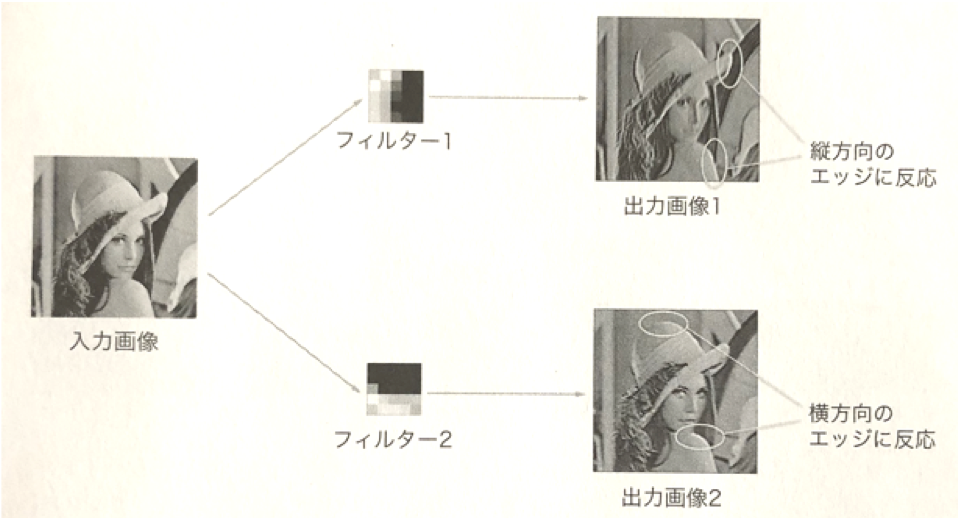 フィルター1
縦方向の
エッジに反応
出力画像1
入力画像
フィルター2
横方向の
エッジに反応
出力画像2